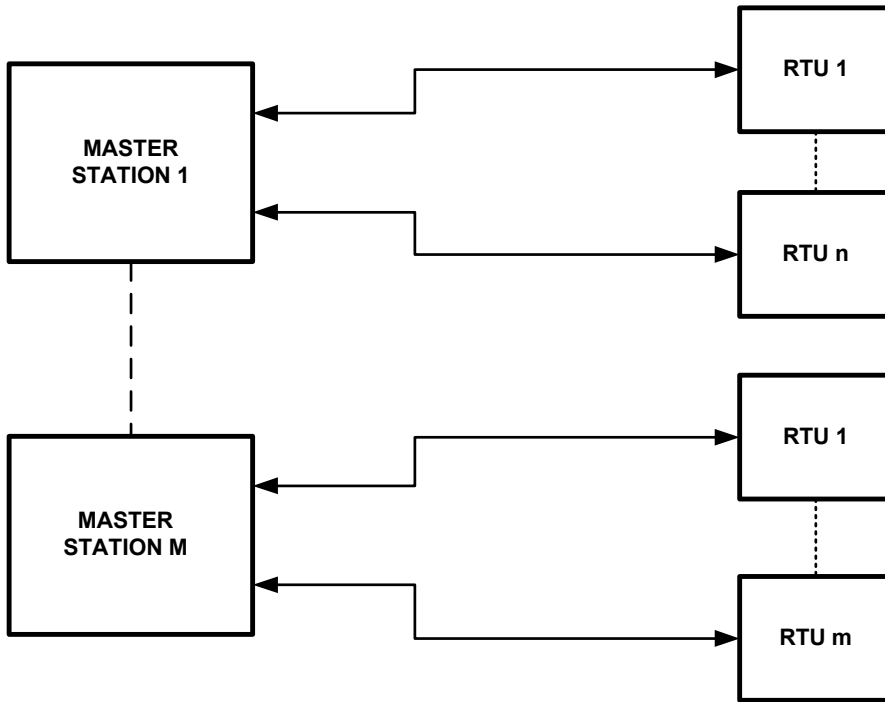 MASTER
STATION 1
RTU 1
RTU n
MASTER
STATION M
RTU 1
RTU m